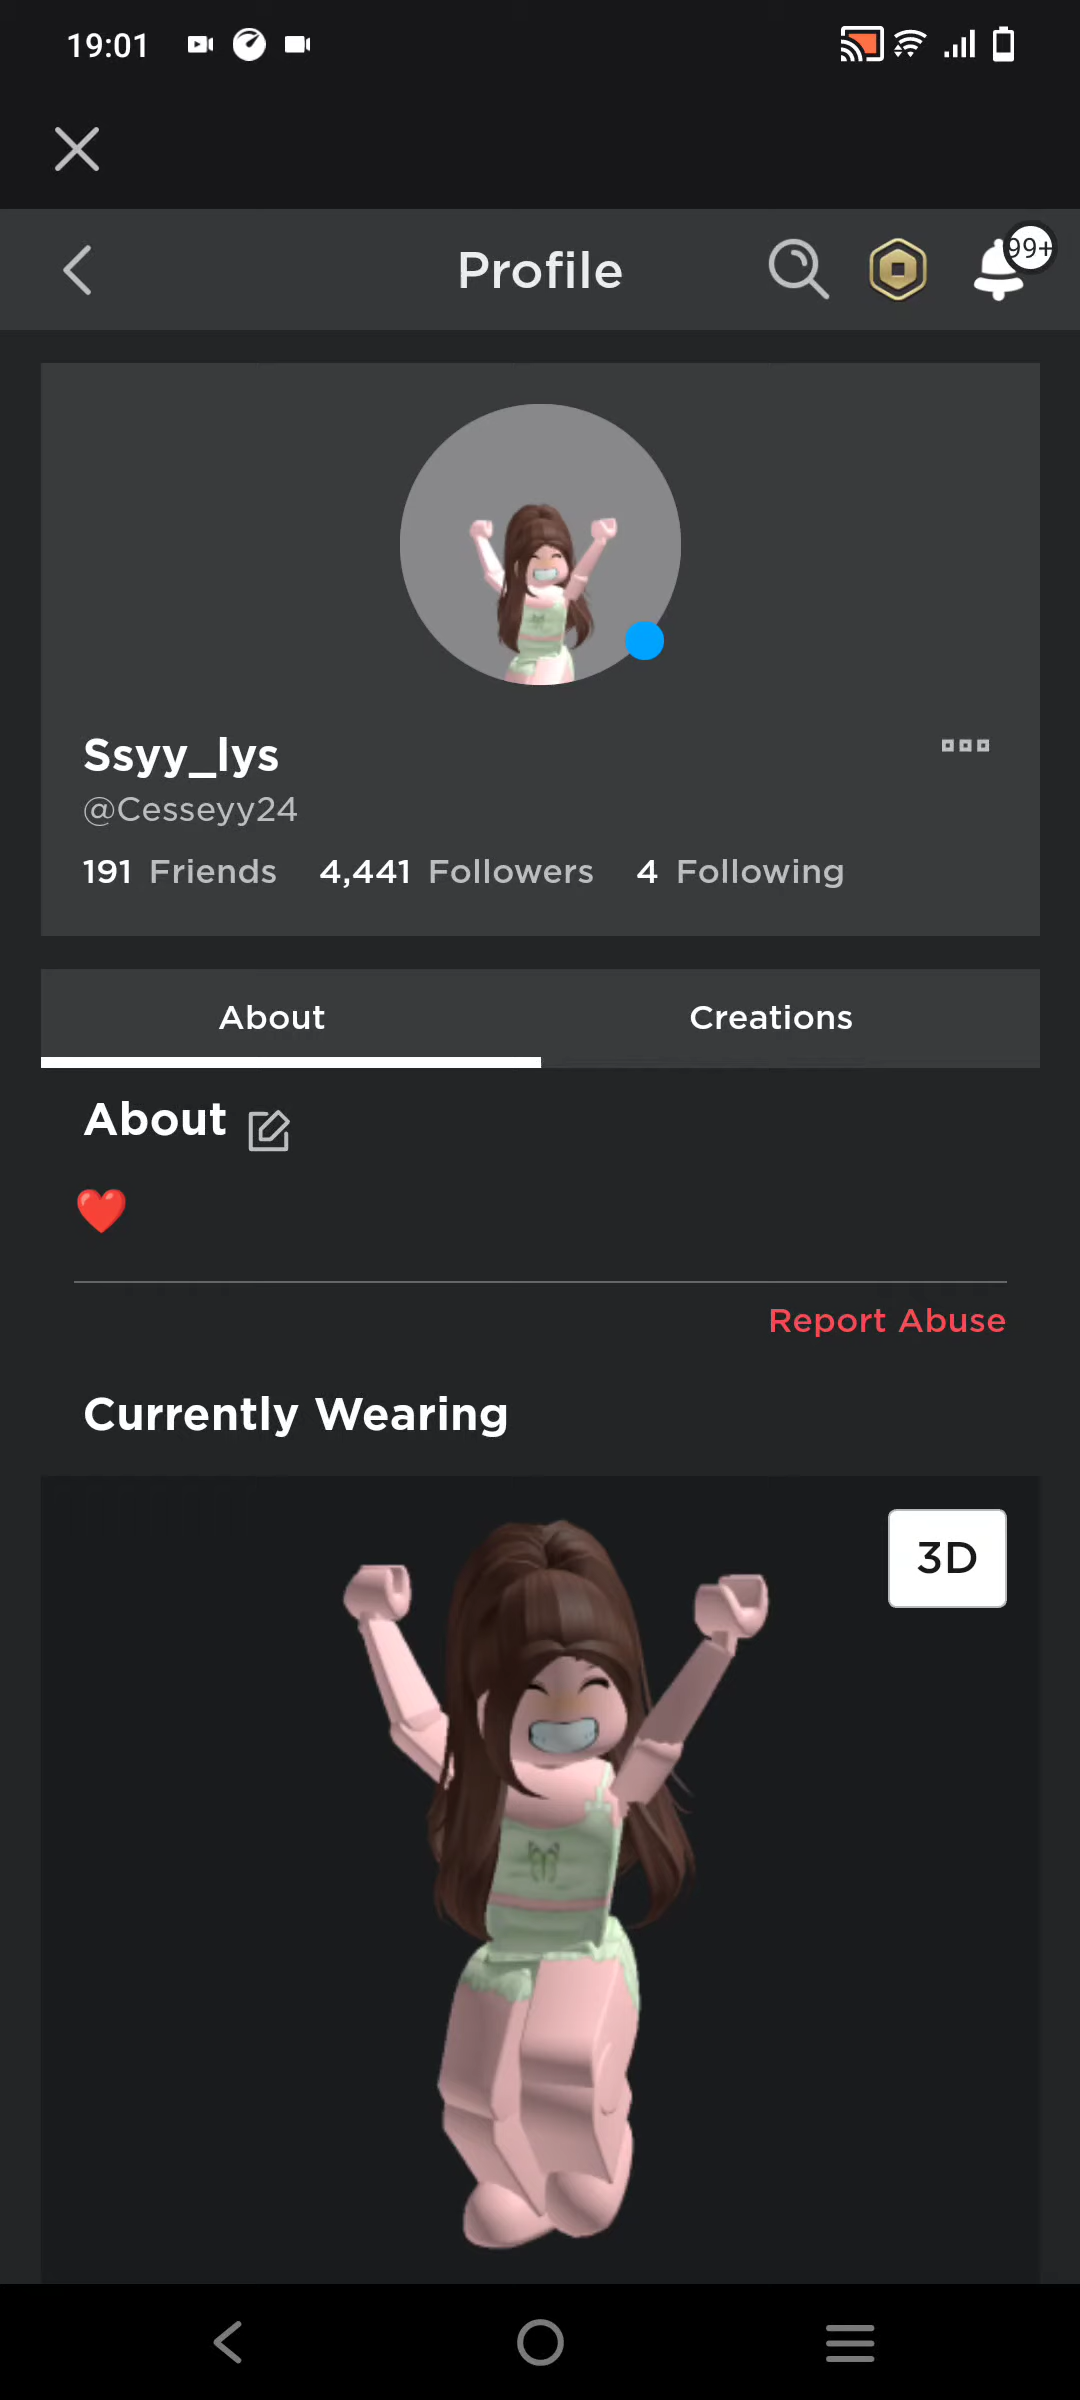 19:01
Profile
99+
Ssyy_lys
@Cesseyy24
191 Friends 4,441 Followers 4 Following
About Creations
About
❤️
Report Abuse
Currently Wearing
3D